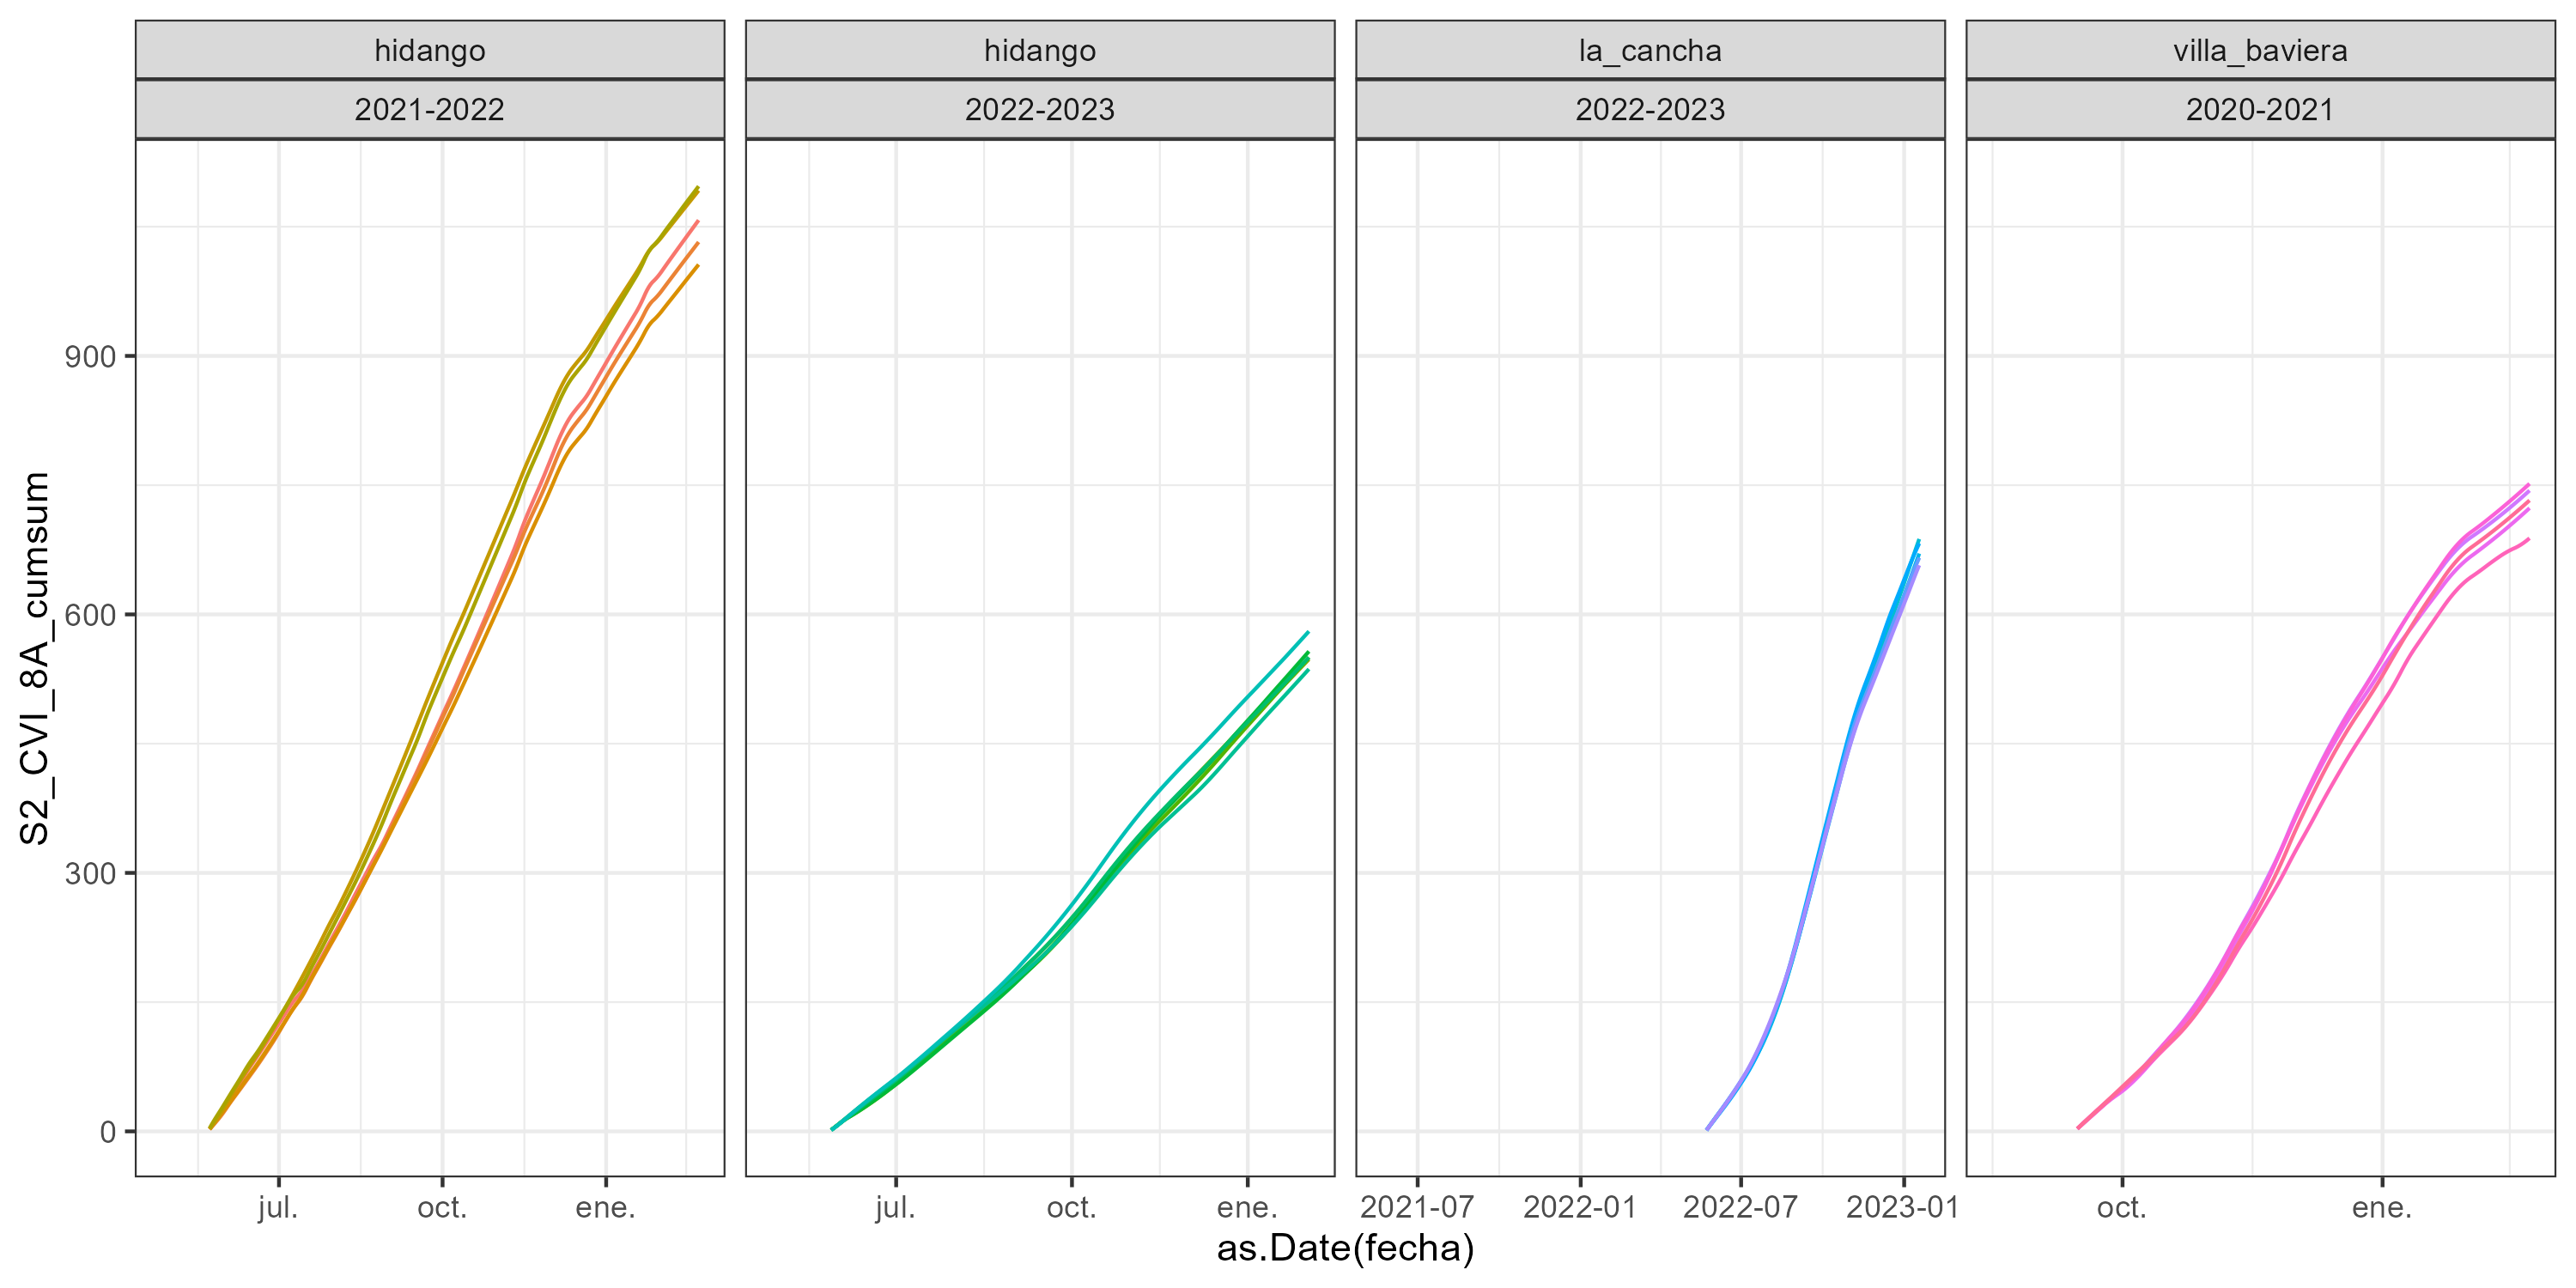 hidango
2021-2022
hidango
2022-2023
la_cancha
2022-2023
villa_baviera
2020-2021
S2_CVI_8A_cumsum
900
600
300
0
jul.
oct.
ene.
jul.
oct.
ene.
2021-07
2022-01
2022-07
2023-01
oct.
ene.
as.Date(fecha)